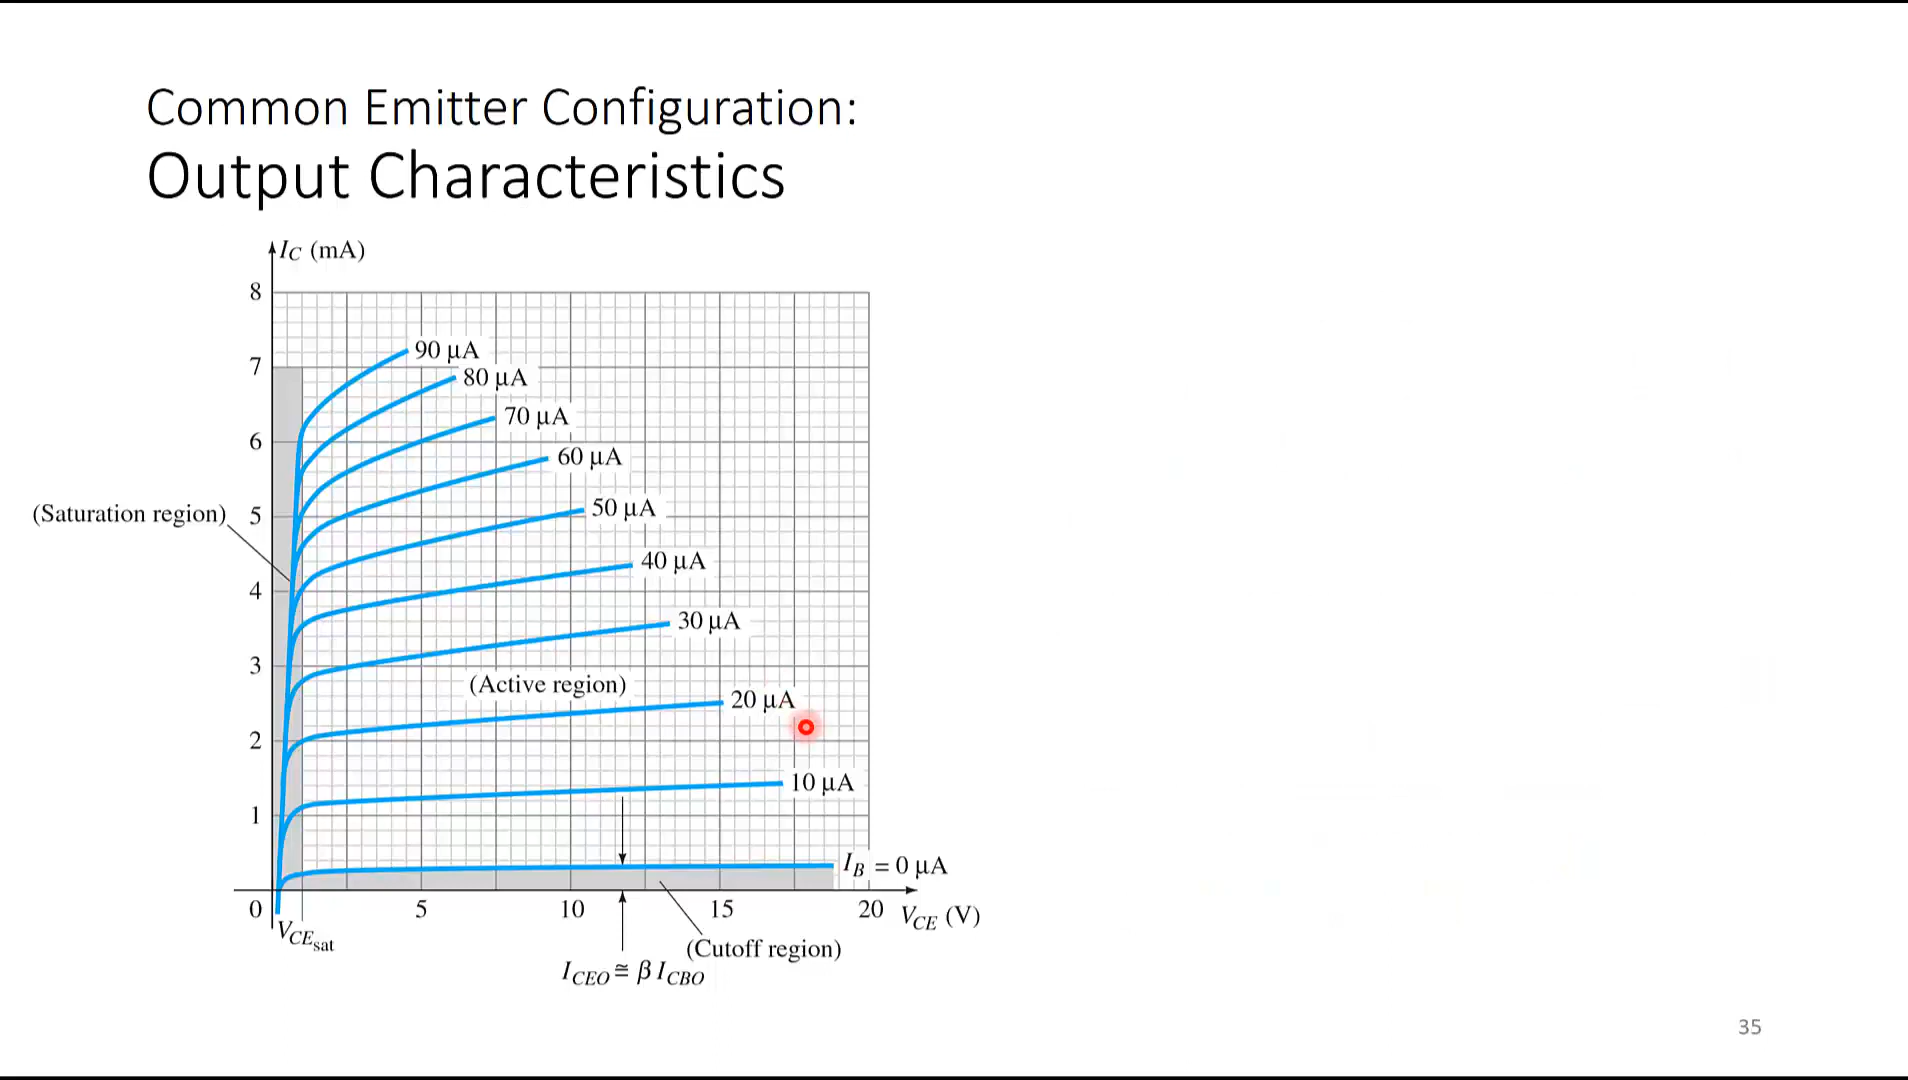 Common Emitter Configuration:
Output Characteristics
I_C (mA)
8
7
6
5
4
3
2
1
0
90 μA
80 μA
70 μA
60 μA
50 μA
40 μA
30 μA
20 μA
10 μA
I_B = 0 μA
(Saturation region)
(Active region)
5
10
15
20
V_CE (V)
V_CE_sat
(Cutoff region)
I_CEO ≅ β I_CBO
35